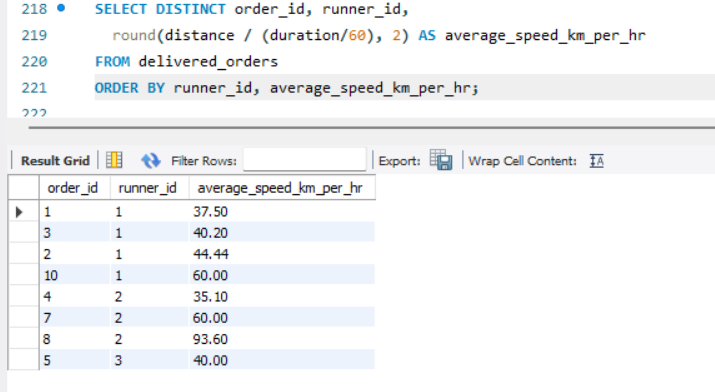 218 SELECT DISTINCT order_id, runner_id,
219 round(distance / (duration/60), 2) AS average_speed_km_per_hr
220 FROM delivered_orders
221 ORDER BY runner_id, average_speed_km_per_hr;
222
Result Grid Filter Rows: Export: Wrap Cell Content: IA
order_id runner_id average_speed_km_per_hr
1 1 37.50
3 1 40.20
2 1 44.44
10 1 60.00
4 2 35.10
7 2 60.00
8 2 93.60
5 3 40.00